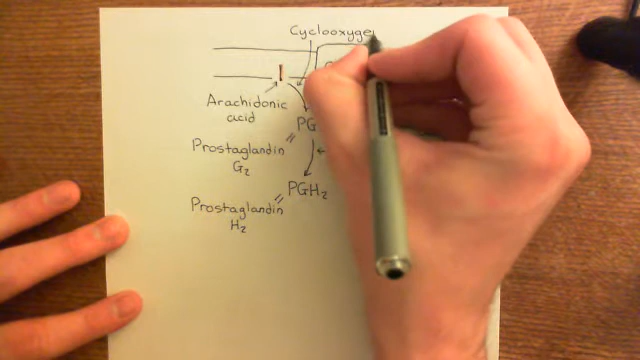 Cyclooxyge
Arachidonic
acid
PG
Prostaglandin =
G2
PGH2
Prostaglandin =
H2